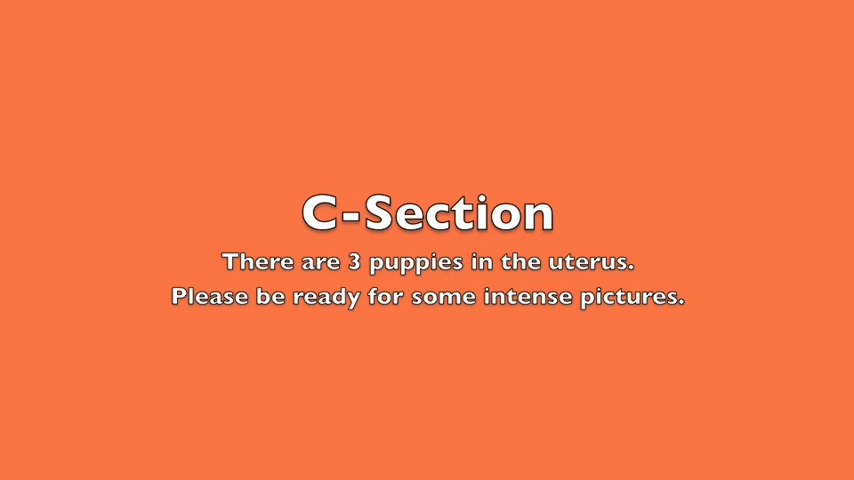 C-Section
There are 3 puppies in the uterus.
Please be ready for some intense pictures.